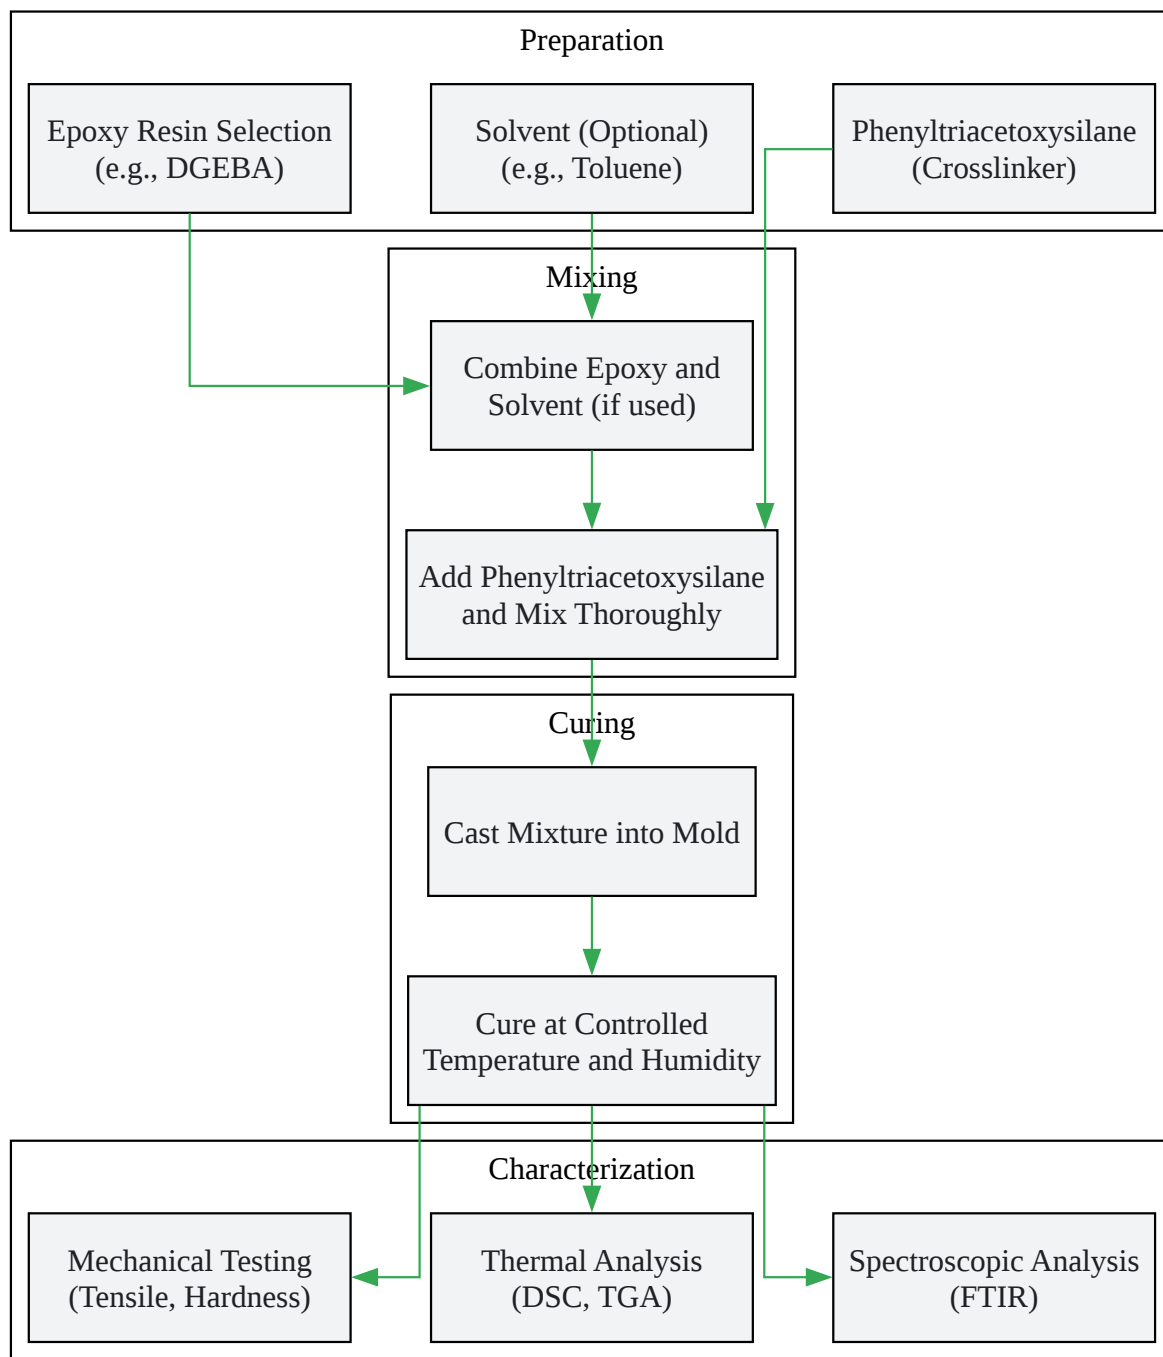 Preparation
Epoxy Resin Selection
(e.g., DGEBA)
Solvent (Optional)
(e.g., Toluene)
Phenyltriacetoxysilane
(Crosslinker)
Mixing
Combine Epoxy and
Solvent (if used)
Add Phenyltriacetoxysilane
and Mix Thoroughly
Curing
Cast Mixture into Mold
Cure at Controlled
Temperature and Humidity
Characterization
Mechanical Testing
(Tensile, Hardness)
Thermal Analysis
(DSC, TGA)
Spectroscopic Analysis
(FTIR)